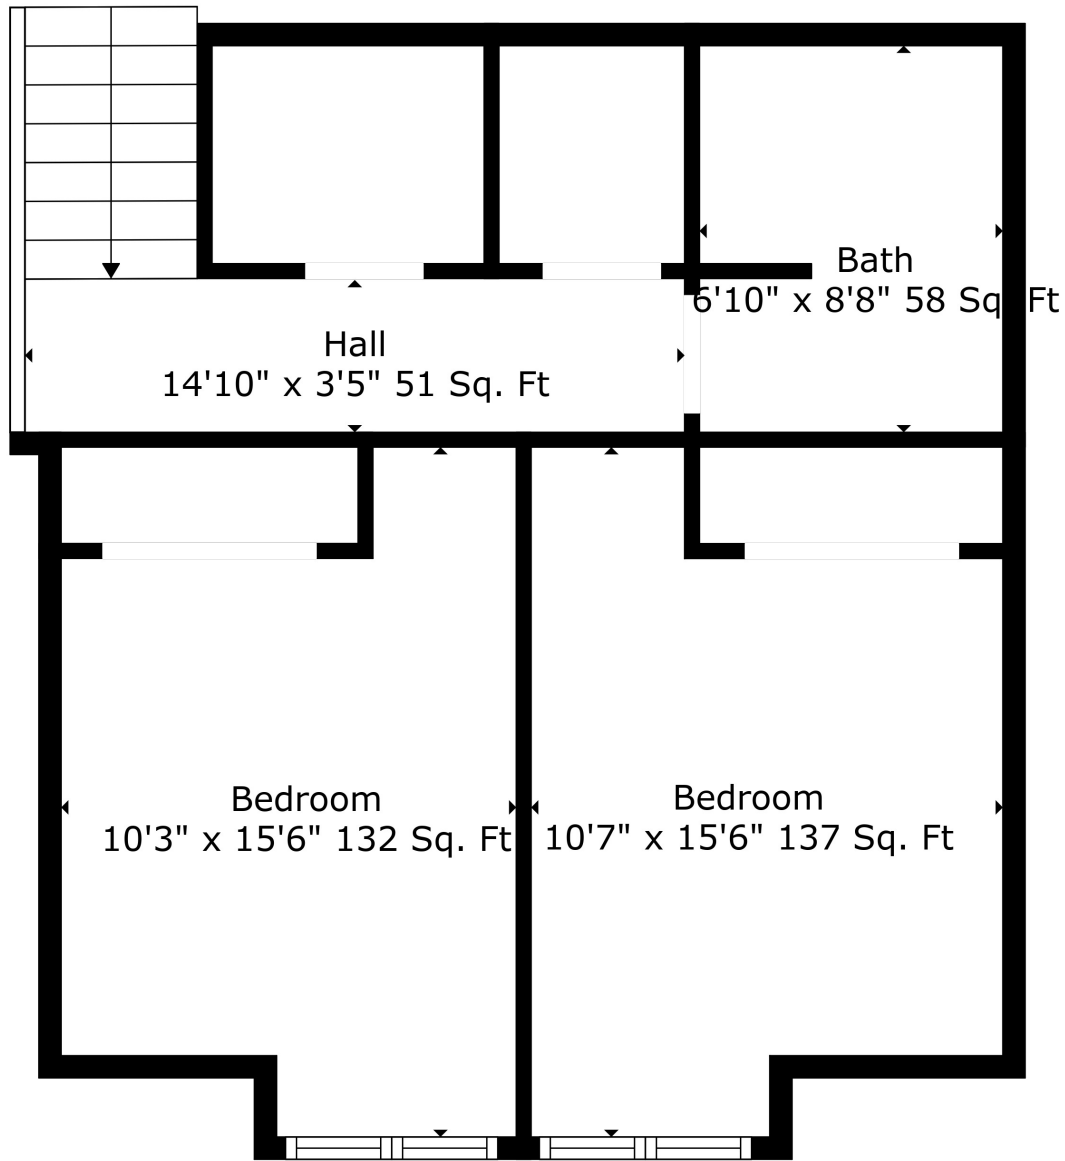 Bath
6'10" x 8'8" 58 Sq. Ft
Hall
14'10" x 3'5" 51 Sq. Ft
Bedroom
10'3" x 15'6" 132 Sq. Ft
Bedroom
10'7" x 15'6" 137 Sq. Ft